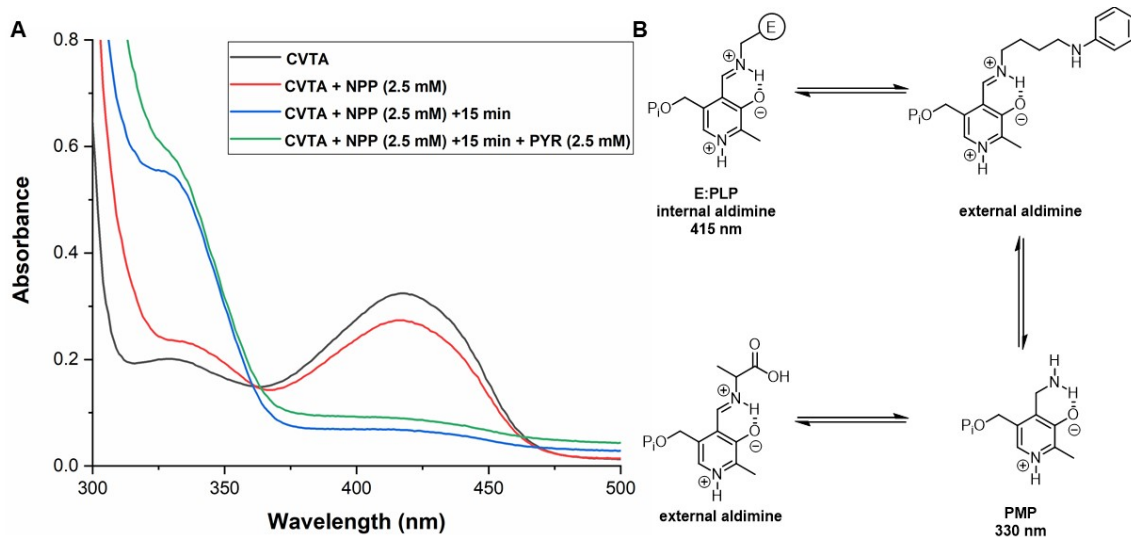 A
0.8
0.6
0.4
0.2
0.0
Absorbance
300
350
400
450
500
Wavelength (nm)
CVTA
CVTA + NPP (2.5 mM)
CVTA + NPP (2.5 mM) +15 min
CVTA + NPP (2.5 mM) +15 min + PYR (2.5 mM)
B
E
N
H
O
PᵢO
N
H
E:PLP
internal aldimine
415 nm
N
H
N
H
O
PᵢO
N
H
external aldimine
O
OH
N
H
O
PᵢO
N
H
external aldimine
H
N
H
O
PᵢO
N
H
PMP
330 nm